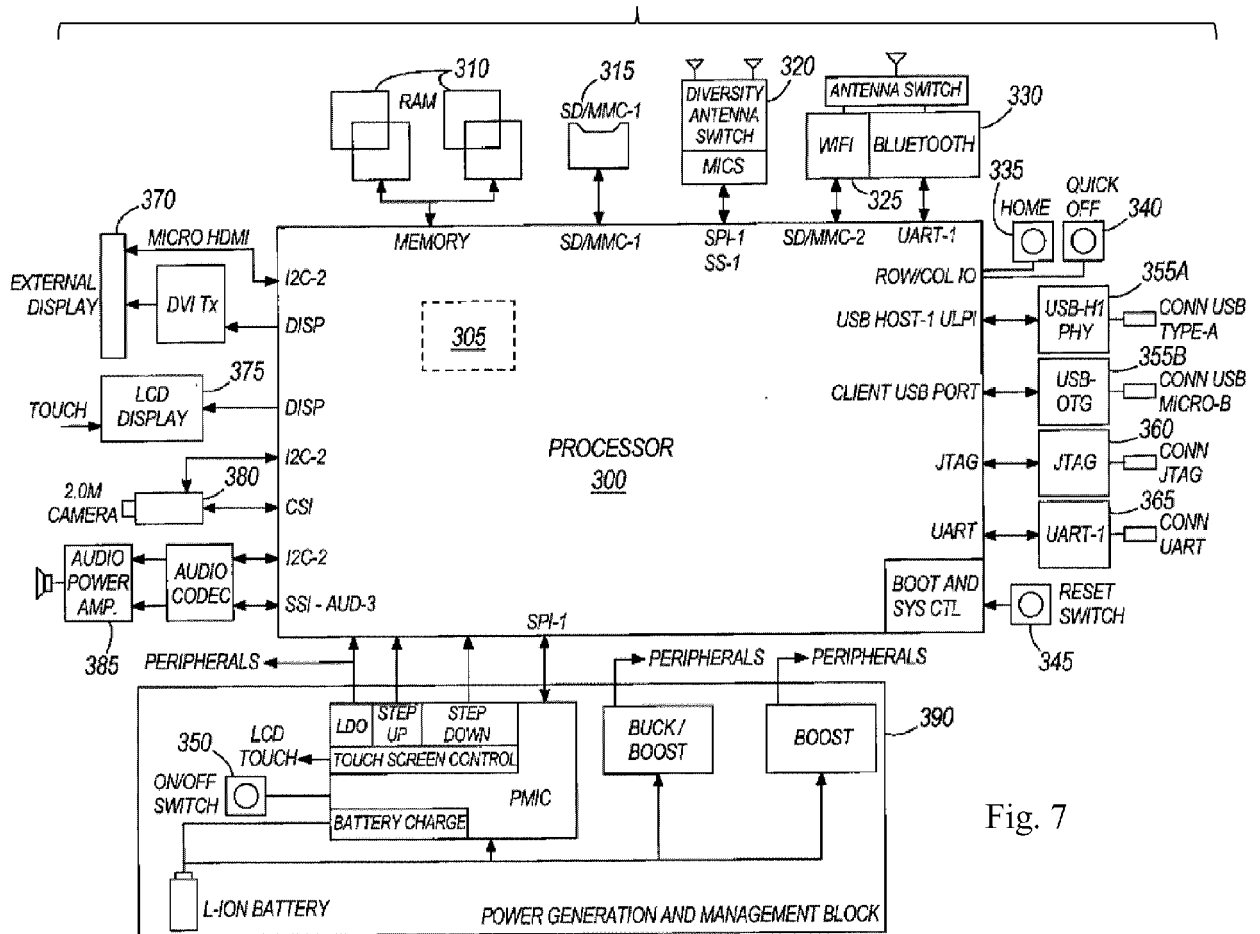 310
RAM
315
SD/MMC-1
320
DIVERSITY
ANTENNA
SWITCH
MICS
ANTENNA SWITCH
330
WIFI
BLUETOOTH
325
335
HOME
QUICK
OFF
340
370
MICRO HDMI
EXTERNAL
DISPLAY
DVI Tx
MEMORY
SD/MMC-1
SPI-1
SS-1
SD/MMC-2
UART-1
ROW/COL IO
I2C-2
DISP
305
USB HOST-1 ULPI
355A
USB-H1
PHY
CONN USB
TYPE-A
375
LCD
DISPLAY
TOUCH
DISP
CLIENT USB PORT
355B
USB-
OTG
CONN USB
MICRO-B
PROCESSOR
300
I2C-2
380
2.0M
CAMERA
CSI
JTAG
360
JTAG
CONN
JTAG
UART
365
UART-1
CONN
UART
AUDIO
POWER
AMP.
AUDIO
CODEC
I2C-2
SSI - AUD-3
385
SPI-1
BOOT AND
SYS CTL
RESET
SWITCH
345
PERIPHERALS
PERIPHERALS
PERIPHERALS
390
LDO
STEP
UP
STEP
DOWN
TOUCH SCREEN CONTROL
LCD
TOUCH
350
ON/OFF
SWITCH
PMIC
BATTERY CHARGE
BUCK/
BOOST
BOOST
L-ION BATTERY
POWER GENERATION AND MANAGEMENT BLOCK
Fig. 7